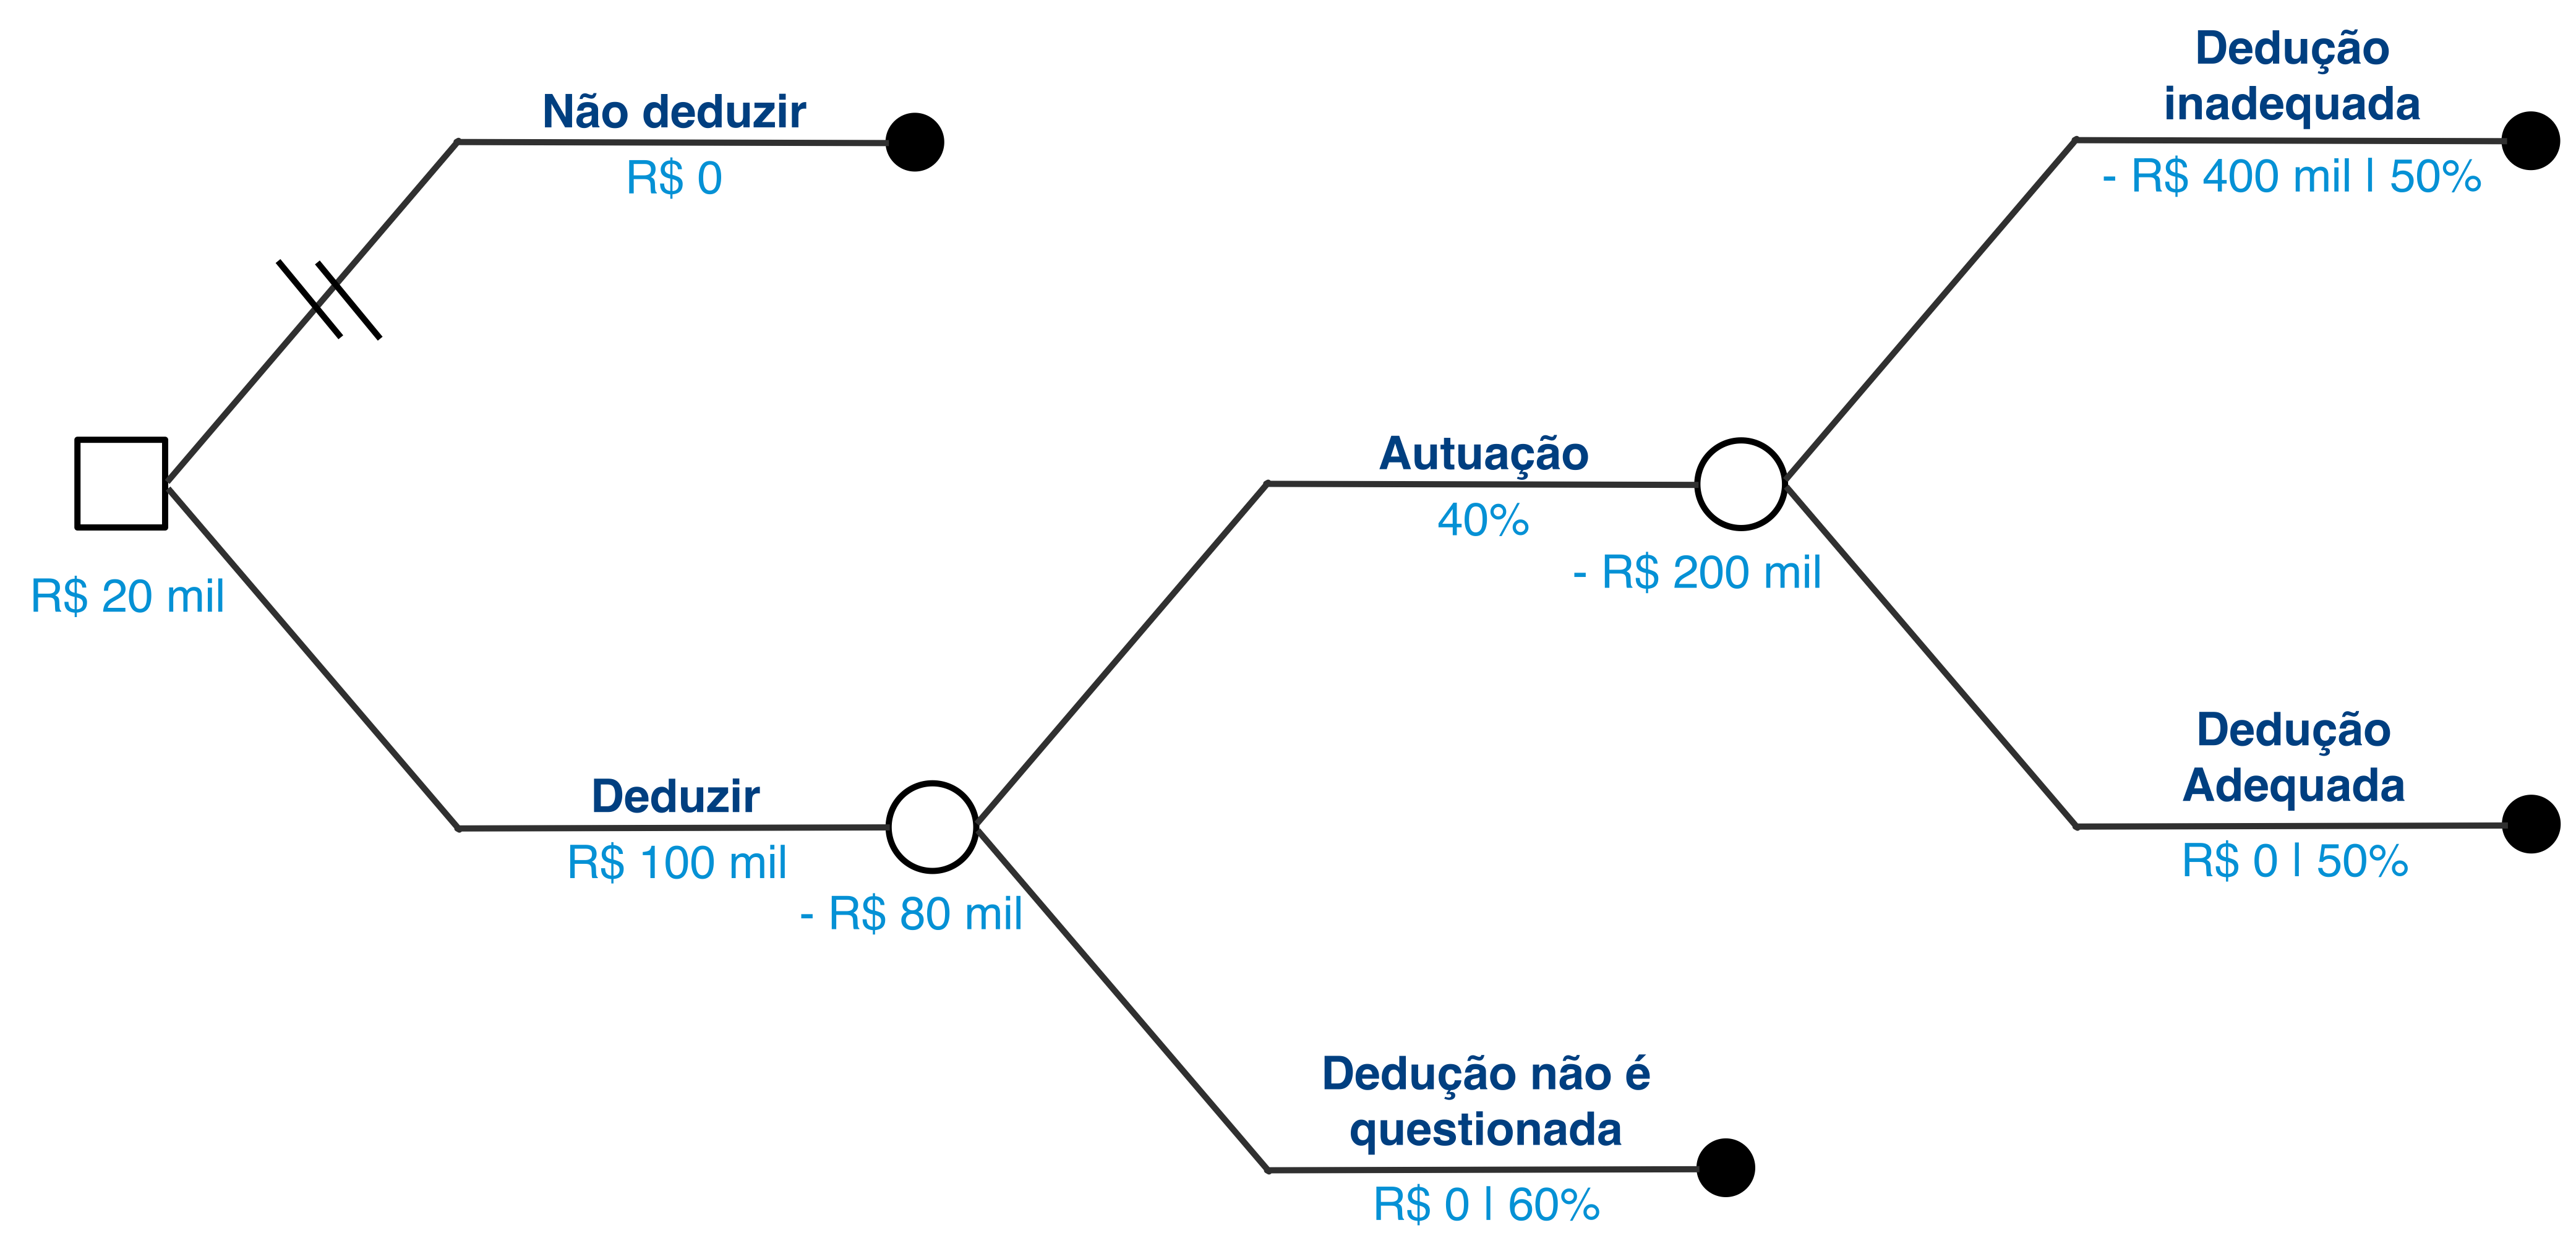 Não deduzir
R$ 0
R$ 20 mil
Deduzir
R$ 100 mil
- R$ 80 mil
Autuação
40%
- R$ 200 mil
Dedução não é
questionada
R$ 0 | 60%
Dedução
inadequada
- R$ 400 mil | 50%
Dedução
Adequada
R$ 0 | 50%